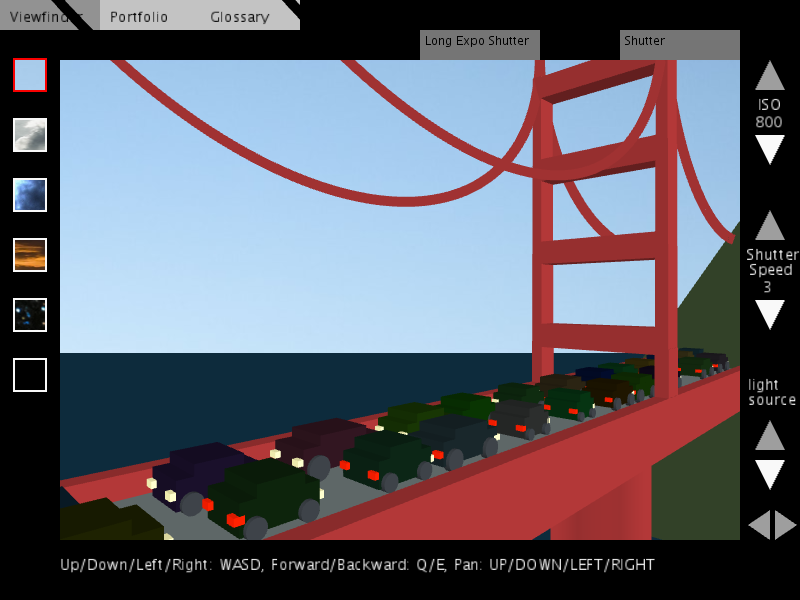 Viewfinder Portfolio Glossary
Long Expo Shutter Shutter
ISO
800
Shutter
Speed
3
light
source
Up/Down/Left/Right: WASD, Forward/Backward: Q/E, Pan: UP/DOWN/LEFT/RIGHT